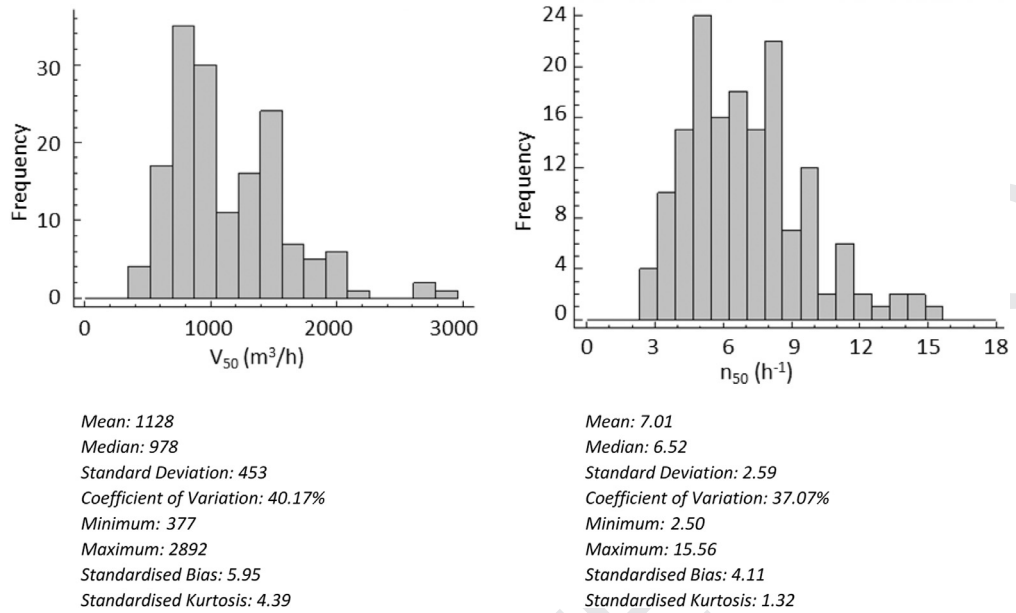 Frequency
30
20
10
0
0 1000 2000 3000
V50 (m³/h)
Mean: 1128
Median: 978
Standard Deviation: 453
Coefficient of Variation: 40.17%
Minimum: 377
Maximum: 2892
Standardised Bias: 5.95
Standardised Kurtosis: 4.39
Frequency
24
20
16
12
8
4
0
0 3 6 9 12 15 18
n50 (h-1)
Mean: 7.01
Median: 6.52
Standard Deviation: 2.59
Coefficient of Variation: 37.07%
Minimum: 2.50
Maximum: 15.56
Standardised Bias: 4.11
Standardised Kurtosis: 1.32